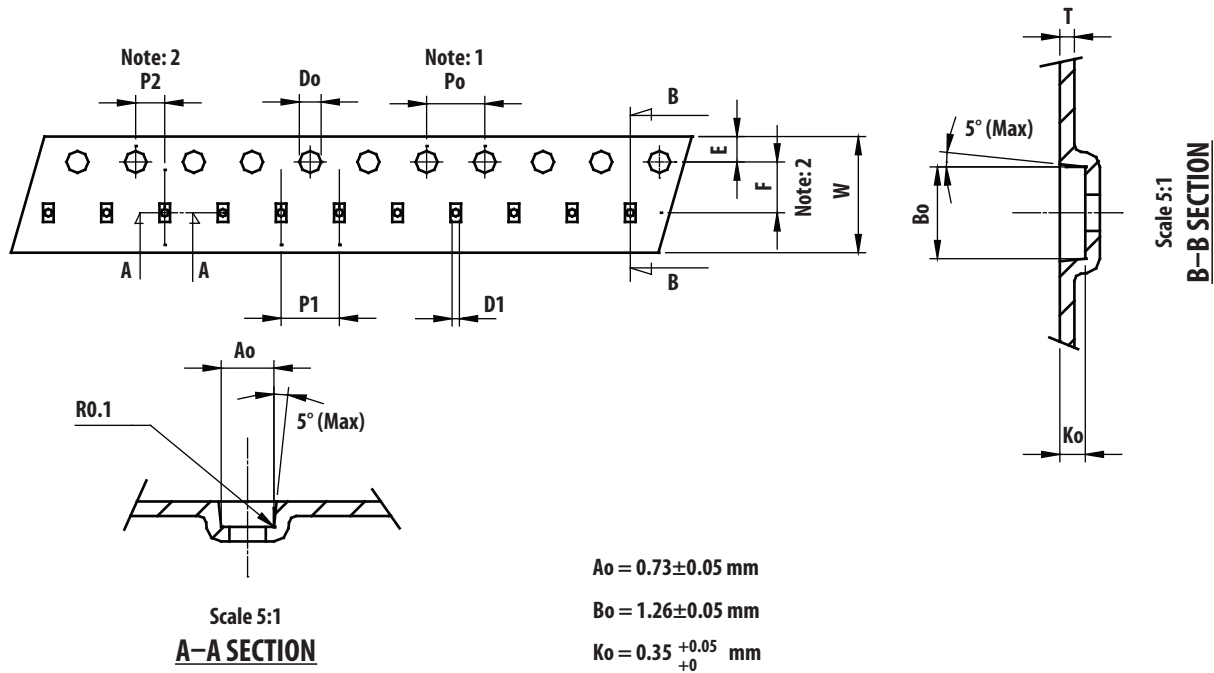 Note: 2
P2
Do
Note: 1
Po
B
E
F
Note: 2
W
A
A
P1
D1
B
T
5° (Max)
Bo
Ko
Scale 5:1
B–B SECTION
Ao
R0.1
5° (Max)
Scale 5:1
A–A SECTION
Ao = 0.73±0.05 mm
Bo = 1.26±0.05 mm
Ko = 0.35 +0.05 +0 mm